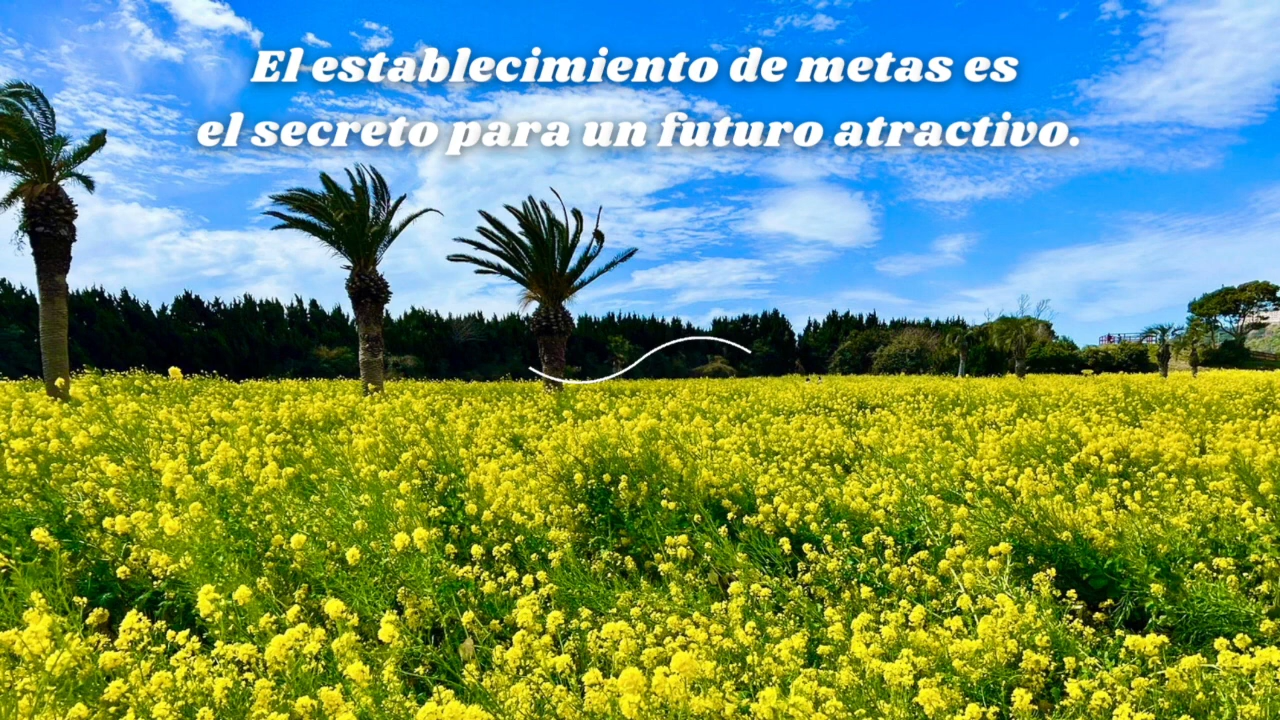 El establecimiento de metas es
el secreto para un futuro atractivo.